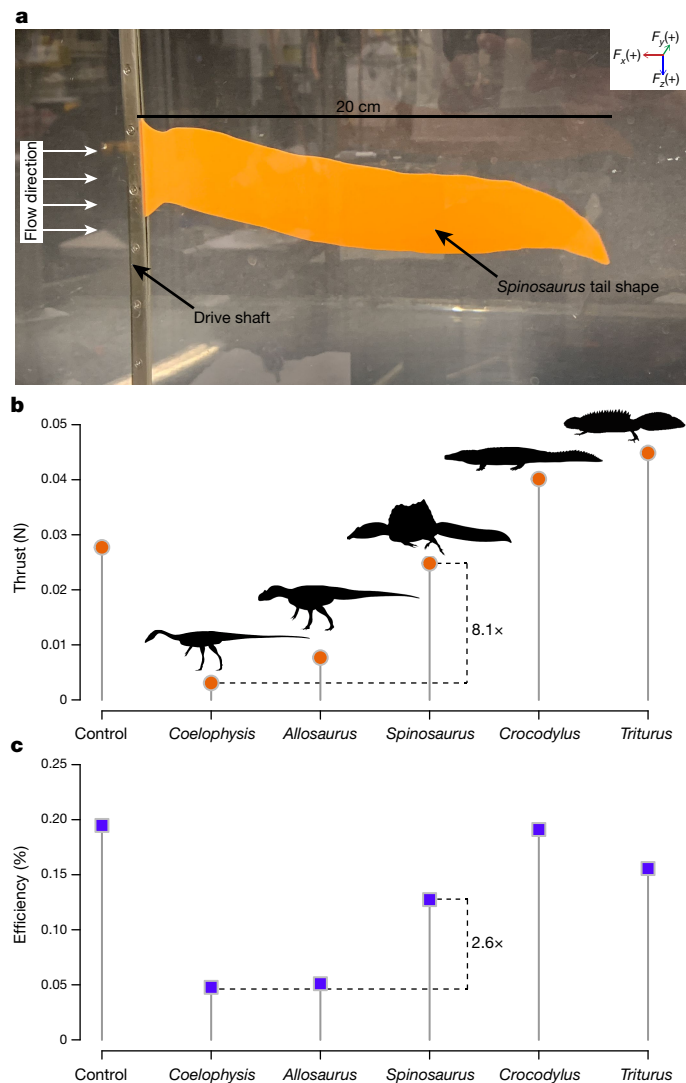 a
F_y(+)
F_x(+)
F_z(+)
20 cm
Flow direction
Spinosaurus tail shape
Drive shaft
b
0.05
0.04
0.03
0.02
0.01
0
Thrust (N)
8.1×
Control Coelophysis Allosaurus Spinosaurus Crocodylus Triturus
c
0.25
0.20
0.15
0.10
0.05
0
Efficiency (%)
2.6×
Control Coelophysis Allosaurus Spinosaurus Crocodylus Triturus